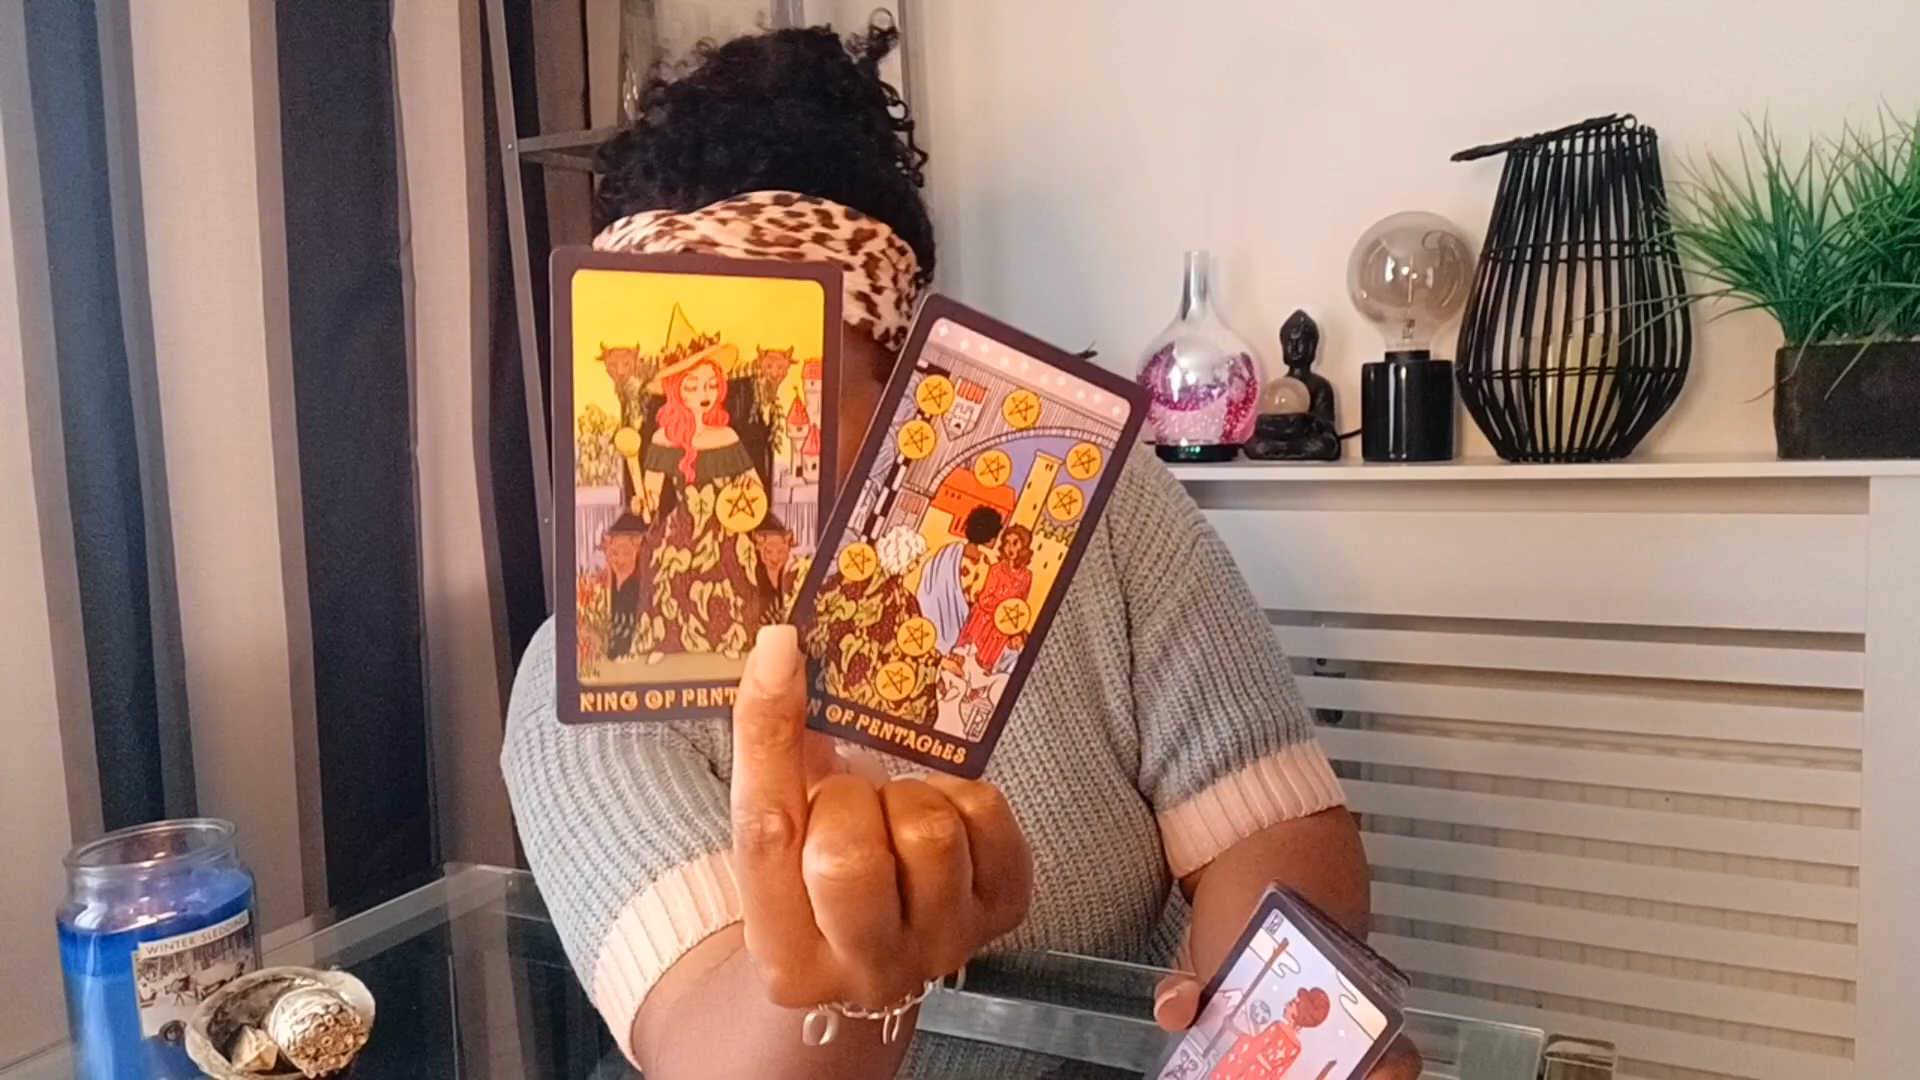 KING OF PENT
N OF PENTACLES
WINTER SLEDDING